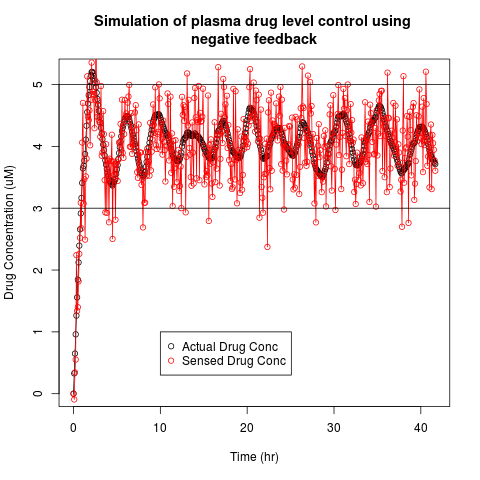 Simulation of plasma drug level control using
negative feedback
Drug Concentration (uM)
5
4
3
2
1
0
Actual Drug Conc
Sensed Drug Conc
0 10 20 30 40
Time (hr)